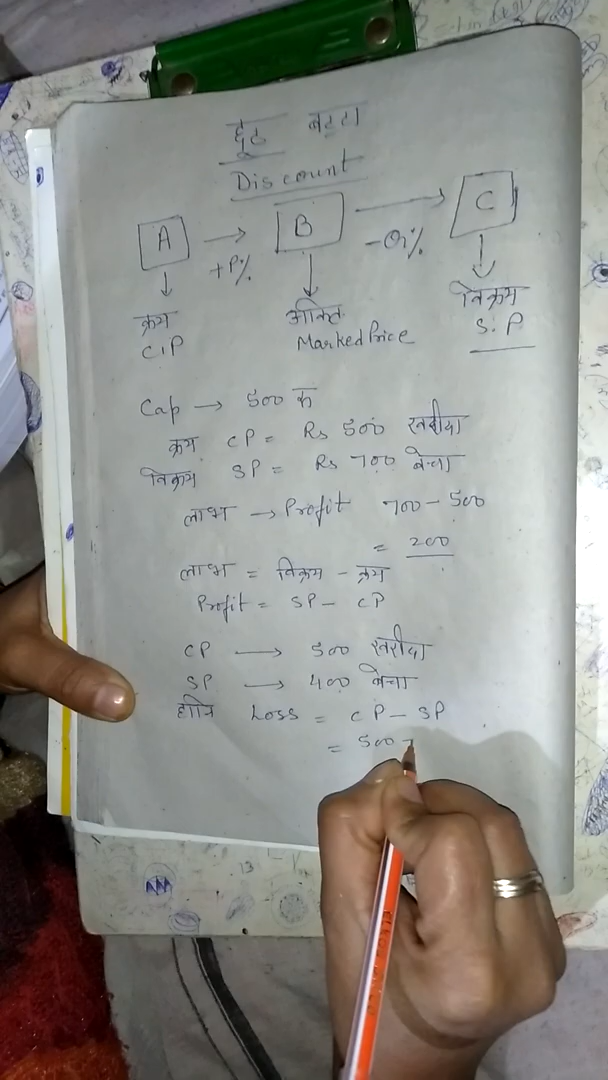 छूट बट्टा
Discount
A → B → C
+P% -D%
क्रय अंकित विक्रय
C.P Marked Price S.P
Cap → 500 रु
क्रय CP = Rs 500 खरीदा
विक्रय SP = Rs 700 बेचा
लाभ → Profit 700 - 500
= 200
लाभ = विक्रय - क्रय
Profit = SP - CP
CP → 500 खरीदा
SP → 400 बेचा
हानि Loss = CP - SP
= 500 -